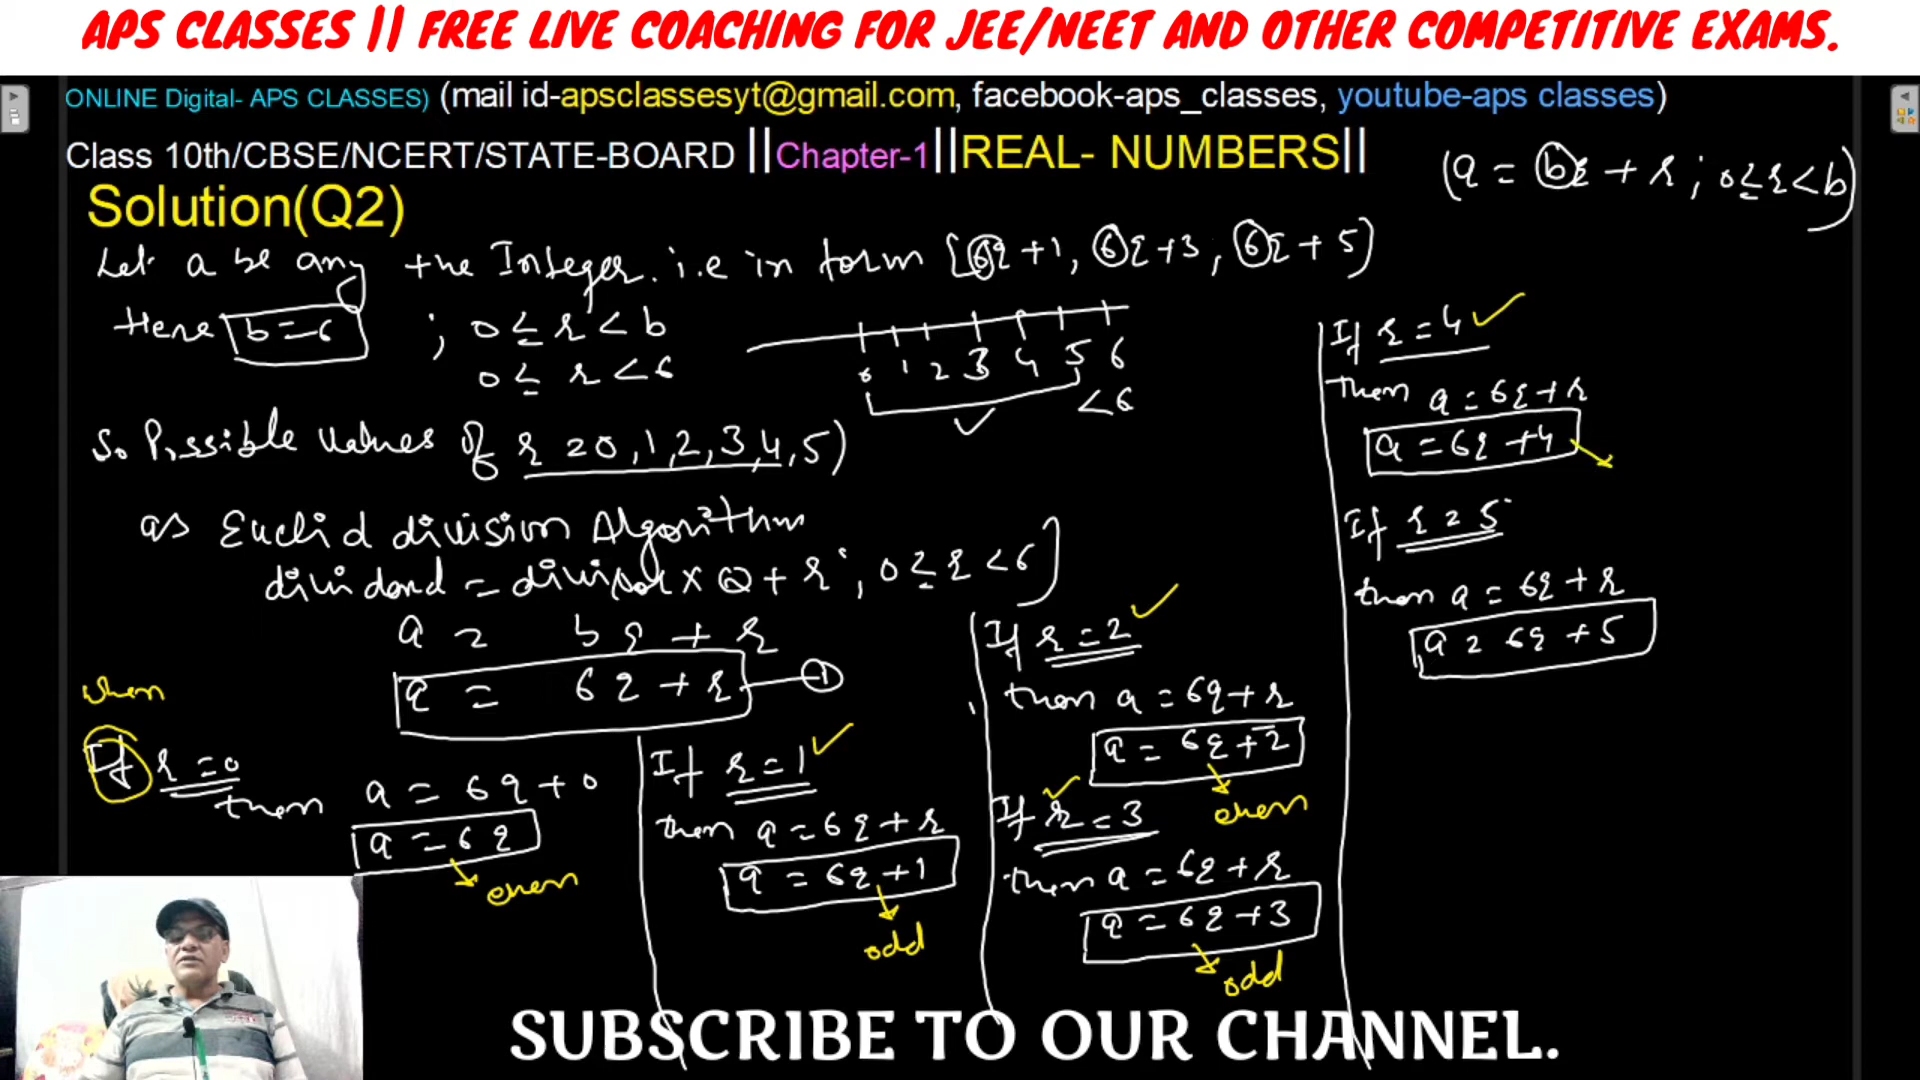 APS CLASSES || FREE LIVE COACHING FOR JEE/NEET AND OTHER COMPETITIVE EXAMS.
ONLINE Digital- APS CLASSES) (mail id-apsclassesyt@gmail.com, facebook-aps_classes, youtube-aps classes)
Class 10th/CBSE/NCERT/STATE-BOARD ||Chapter-1||REAL- NUMBERS||
(a = bq + r ; 0 ≤ r < b)
Solution(Q2)
Let a be any +ve Integer. i.e in form [6q+1, 6q+3, 6q+5)
Here b=6 ; 0 ≤ r < b
0 ≤ r < 6
0 1 2 3 4 5 6
<6
So Possible Values of r = 0,1,2,3,4,5)
as Euclid division Algorithm
dividend = divisor × Q + r ; 0 ≤ r < 6)
a = bq + r
a = 6q + r — 1
when
If r=0
then a = 6q + 0
a = 6q
even
If r=1
then a = 6q + r
a = 6q+1
odd
If r=2
then a = 6q+r
a = 6q+2
even
If r=3
then a = 6q+r
a = 6q+3
odd
If r=4
then a = 6q+r
a = 6q+4
If r = 5
then a = 6q+r
a = 6q+5
SUBSCRIBE TO OUR CHANNEL.